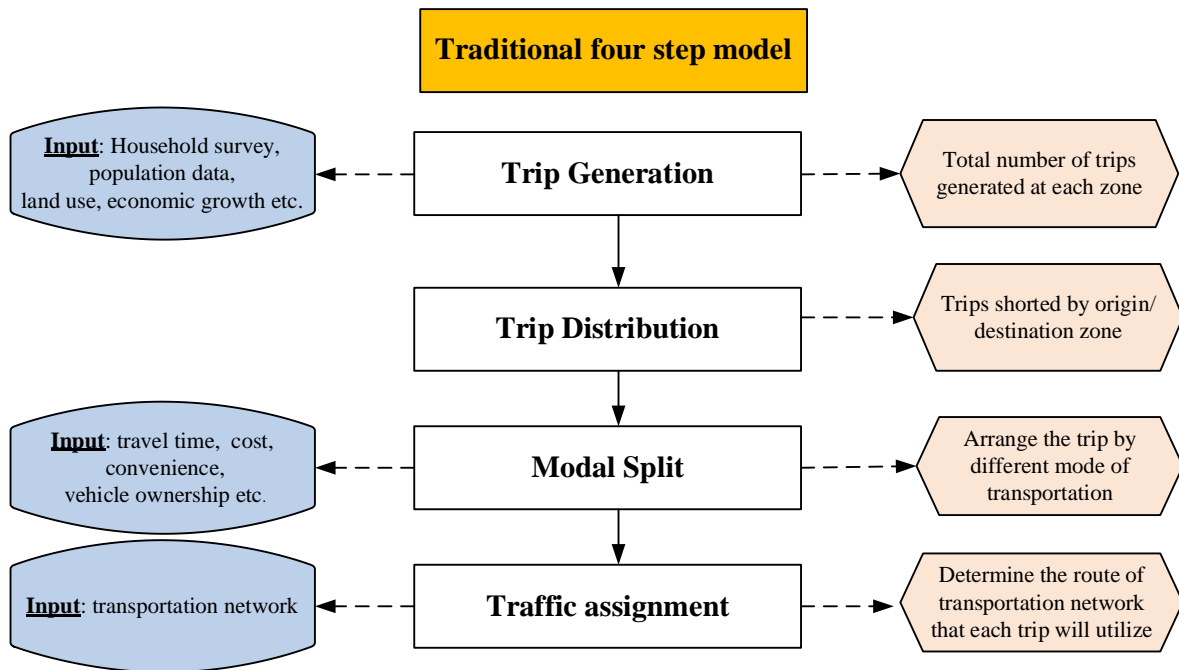 Traditional four step model
Input: Household survey,
population data,
land use, economic growth etc.
Trip Generation
Total number of trips
generated at each zone
Trip Distribution
Trips shorted by origin/
destination zone
Input: travel time, cost,
convenience,
vehicle ownership etc.
Modal Split
Arrange the trip by
different mode of
transportation
Input: transportation network
Traffic assignment
Determine the route of
transportation network
that each trip will utilize